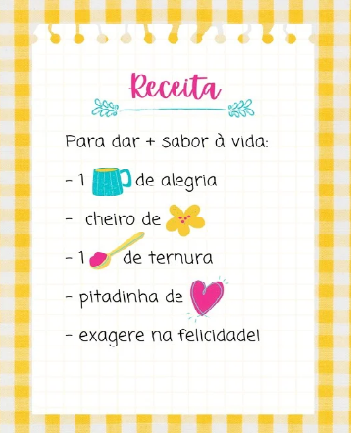 Receita
Para dar + sabor à vida:
- 1 de alegria
- cheiro de
- 1 de ternura
- pitadinha de
- exagere na felicidade!